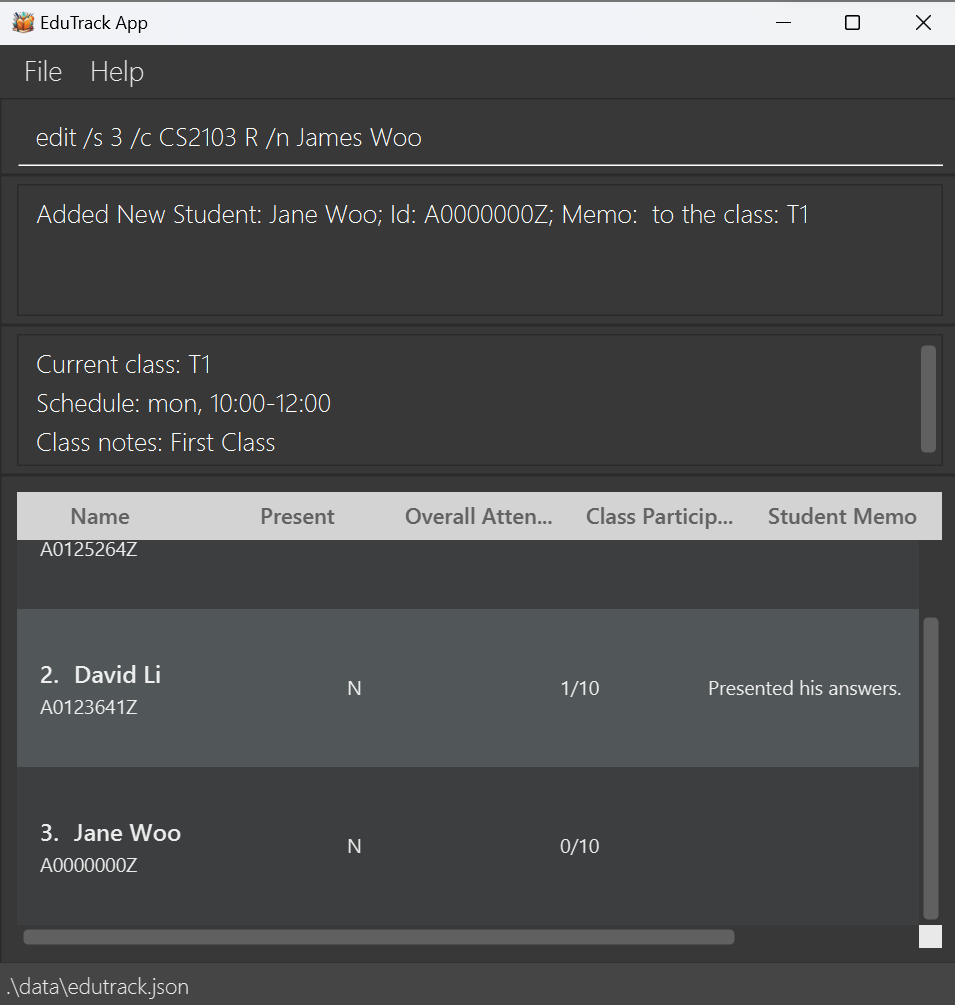 EduTrack App
File Help
edit /s 3 /c CS2103 R /n James Woo
Added New Student: Jane Woo; Id: A0000000Z; Memo:  to the class: T1
Current class: T1
Schedule: mon, 10:00-12:00
Class notes: First Class
Name Present Overall Atten... Class Particip... Student Memo
A0125264Z
2. David Li N 1/10 Presented his answers.
A0123641Z
3. Jane Woo N 0/10
A0000000Z
.\data\edutrack.json